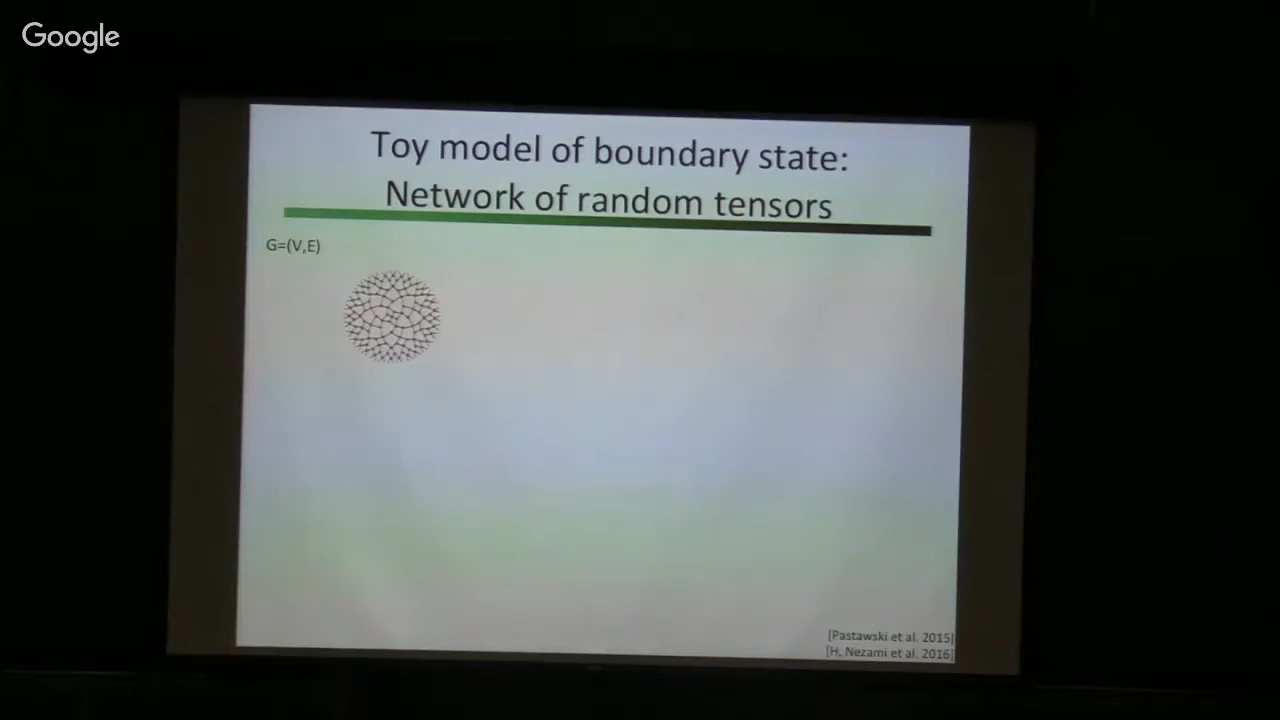 Google
Toy model of boundary state:
Network of random tensors
G=(V,E)
[Pastawski et al. 2015]
[H, Nezami et al. 2016]